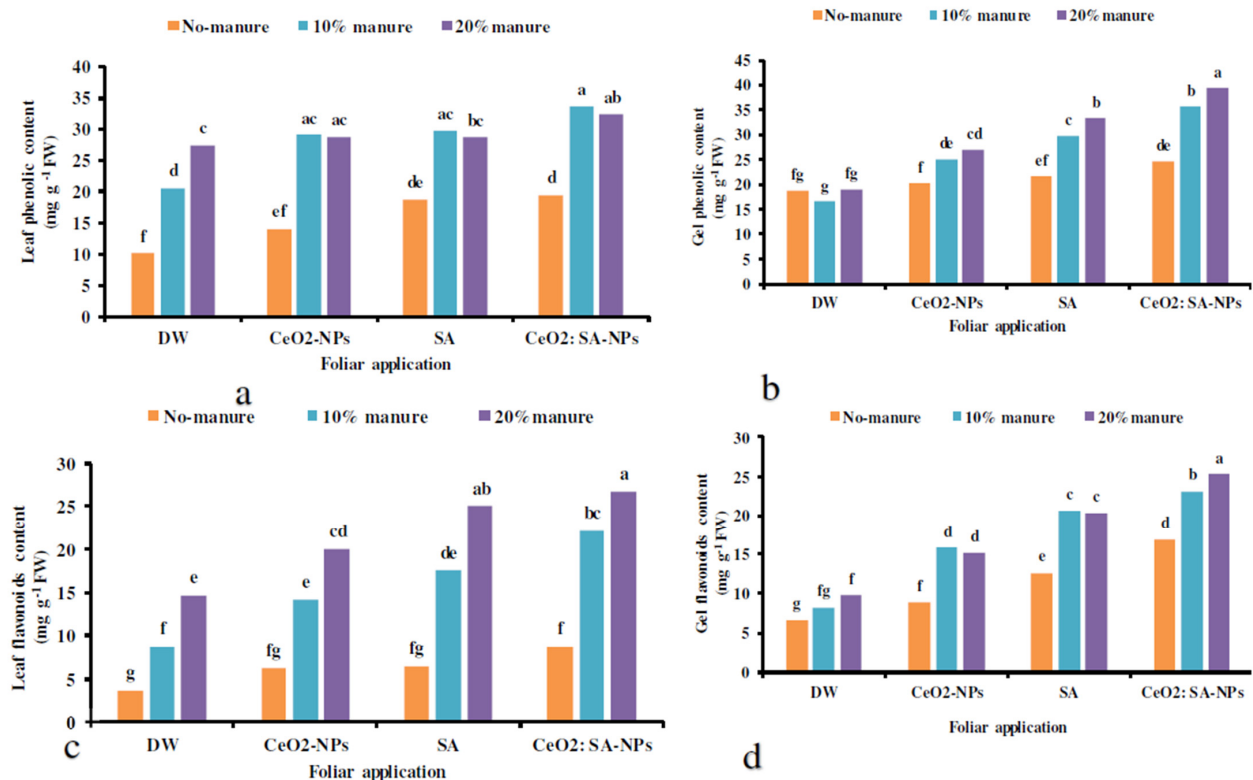 No-manure 10% manure 20% manure
Leaf phenolic content
(mg g-1 FW)
40
35
30
25
20
15
10
5
0
f d c
ef ac ac
de ac bc
d a ab
DW CeO2-NPs SA CeO2: SA-NPs
Foliar application
a
No-manure 10% manure 20% manure
Gel phenolic content
(mg g-1 FW)
45
40
35
30
25
20
15
10
5
0
fg g fg
f de cd
ef c b
de b a
DW CeO2-NPs SA CeO2: SA-NPs
Foliar application
b
No-manure 10% manure 20% manure
Leaf flavonoids content
(mg g-1 FW)
30
25
20
15
10
5
0
g f e
fg e cd
fg de ab
f bc a
DW CeO2-NPs SA CeO2: SA-NPs
Foliar application
c
No-manure 10% manure 20% manure
Gel flavonoids content
(mg g-1 FW)
30
25
20
15
10
5
0
g fg f
f d d
e c c
d b a
DW CeO2-NPs SA CeO2: SA-NPs
Foliar application
d